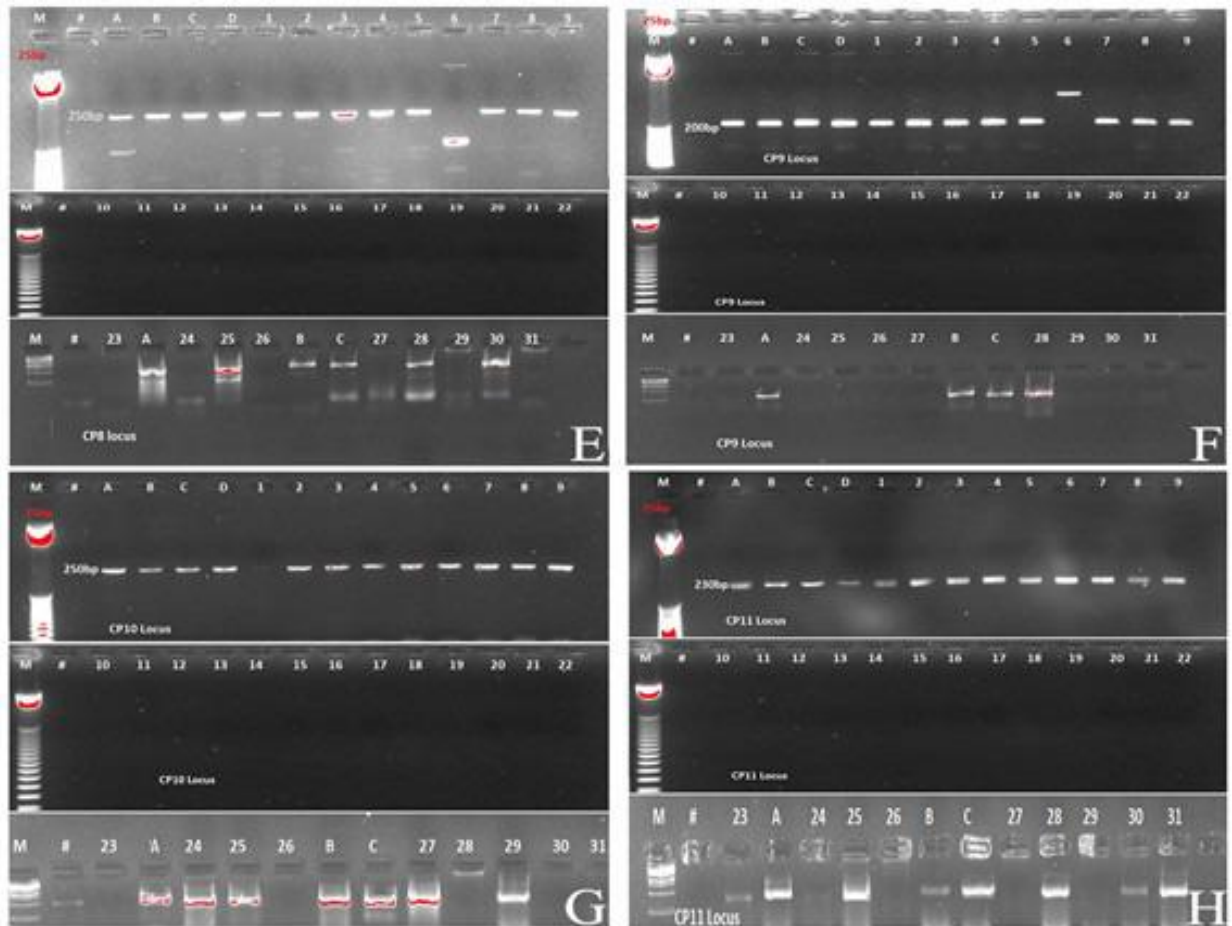 M # A B C D 1 2 3 4 5 6 7 8 9
25bp
250bp
M # 10 11 12 13 14 15 16 17 18 19 20 21 22
M # 23 A 24 25 26 B C 27 28 29 30 31
CP8 locus
E
25bp
M # A B C D 1 2 3 4 5 6 7 8 9
200bp
CP9 Locus
M # 10 11 12 13 14 15 16 17 18 19 20 21 22
CP9 Locus
M # 23 A 24 25 26 27 B C 28 29 30 31
CP9 Locus
F
M # A B C D 1 2 3 4 5 6 7 8 9
250bp
CP10 Locus
M # 10 11 12 13 14 15 16 17 18 19 20 21 22
CP10 Locus
M # 23 A 24 25 26 B C 27 28 29 30 31
G
M # A B C D 1 2 3 4 5 6 7 8 9
25bp
230bp
CP11 Locus
M # 10 11 12 13 14 15 16 17 18 19 20 21 22
CP11 Locus
M # 23 A 24 25 26 B C 27 28 29 30 31
CP11 Locus
H